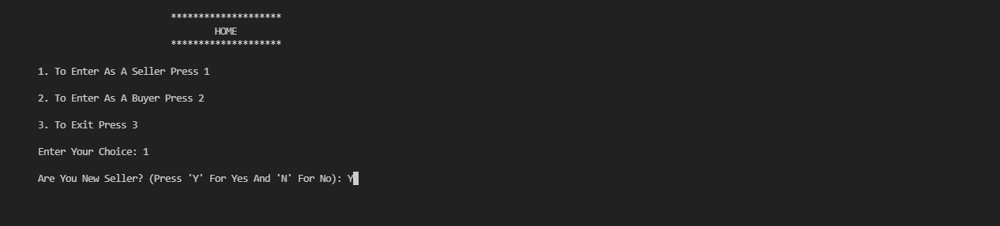 ********************
HOME
********************
1. To Enter As A Seller Press 1
2. To Enter As A Buyer Press 2
3. To Exit Press 3
Enter Your Choice: 1
Are You New Seller? (Press 'Y' For Yes And 'N' For No): Y